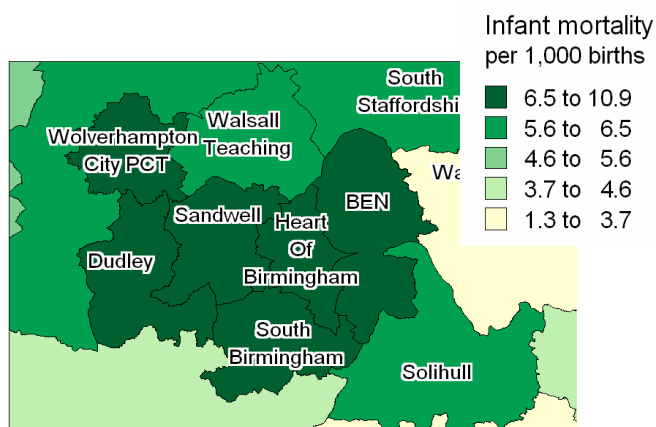 Infant mortality
per 1,000 births
6.5 to 10.9
5.6 to 6.5
4.6 to 5.6
3.7 to 4.6
1.3 to 3.7
South
Staffordshi
Walsall
Teaching
Wolverhampton
City PCT
Wa
BEN
Sandwell
Heart
Of
Birmingham
Dudley
South
Birmingham
Solihull